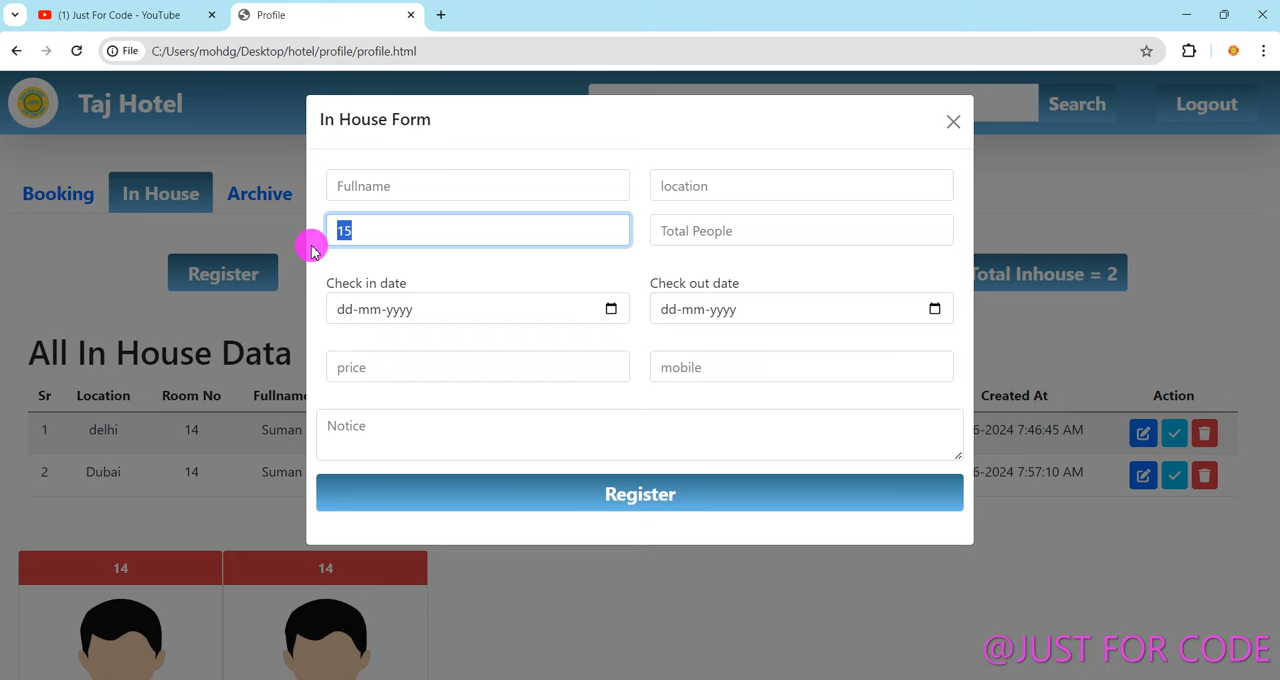 (1) Just For Code - YouTube
Profile
File
C:/Users/mohdg/Desktop/hotel/profile/profile.html
Taj Hotel
Search
Logout
In House Form
Fullname
location
Booking
In House
Archive
15
Total People
Register
Total Inhouse = 2
Check in date
Check out date
dd-mm-yyyy
dd-mm-yyyy
price
mobile
All In House Data
Sr Location Room No Fullname Created At Action
Notice
1 delhi 14 Suman 6-2024 7:46:45 AM
2 Dubai 14 Suman 6-2024 7:57:10 AM
Register
14
14
@JUST FOR CODE